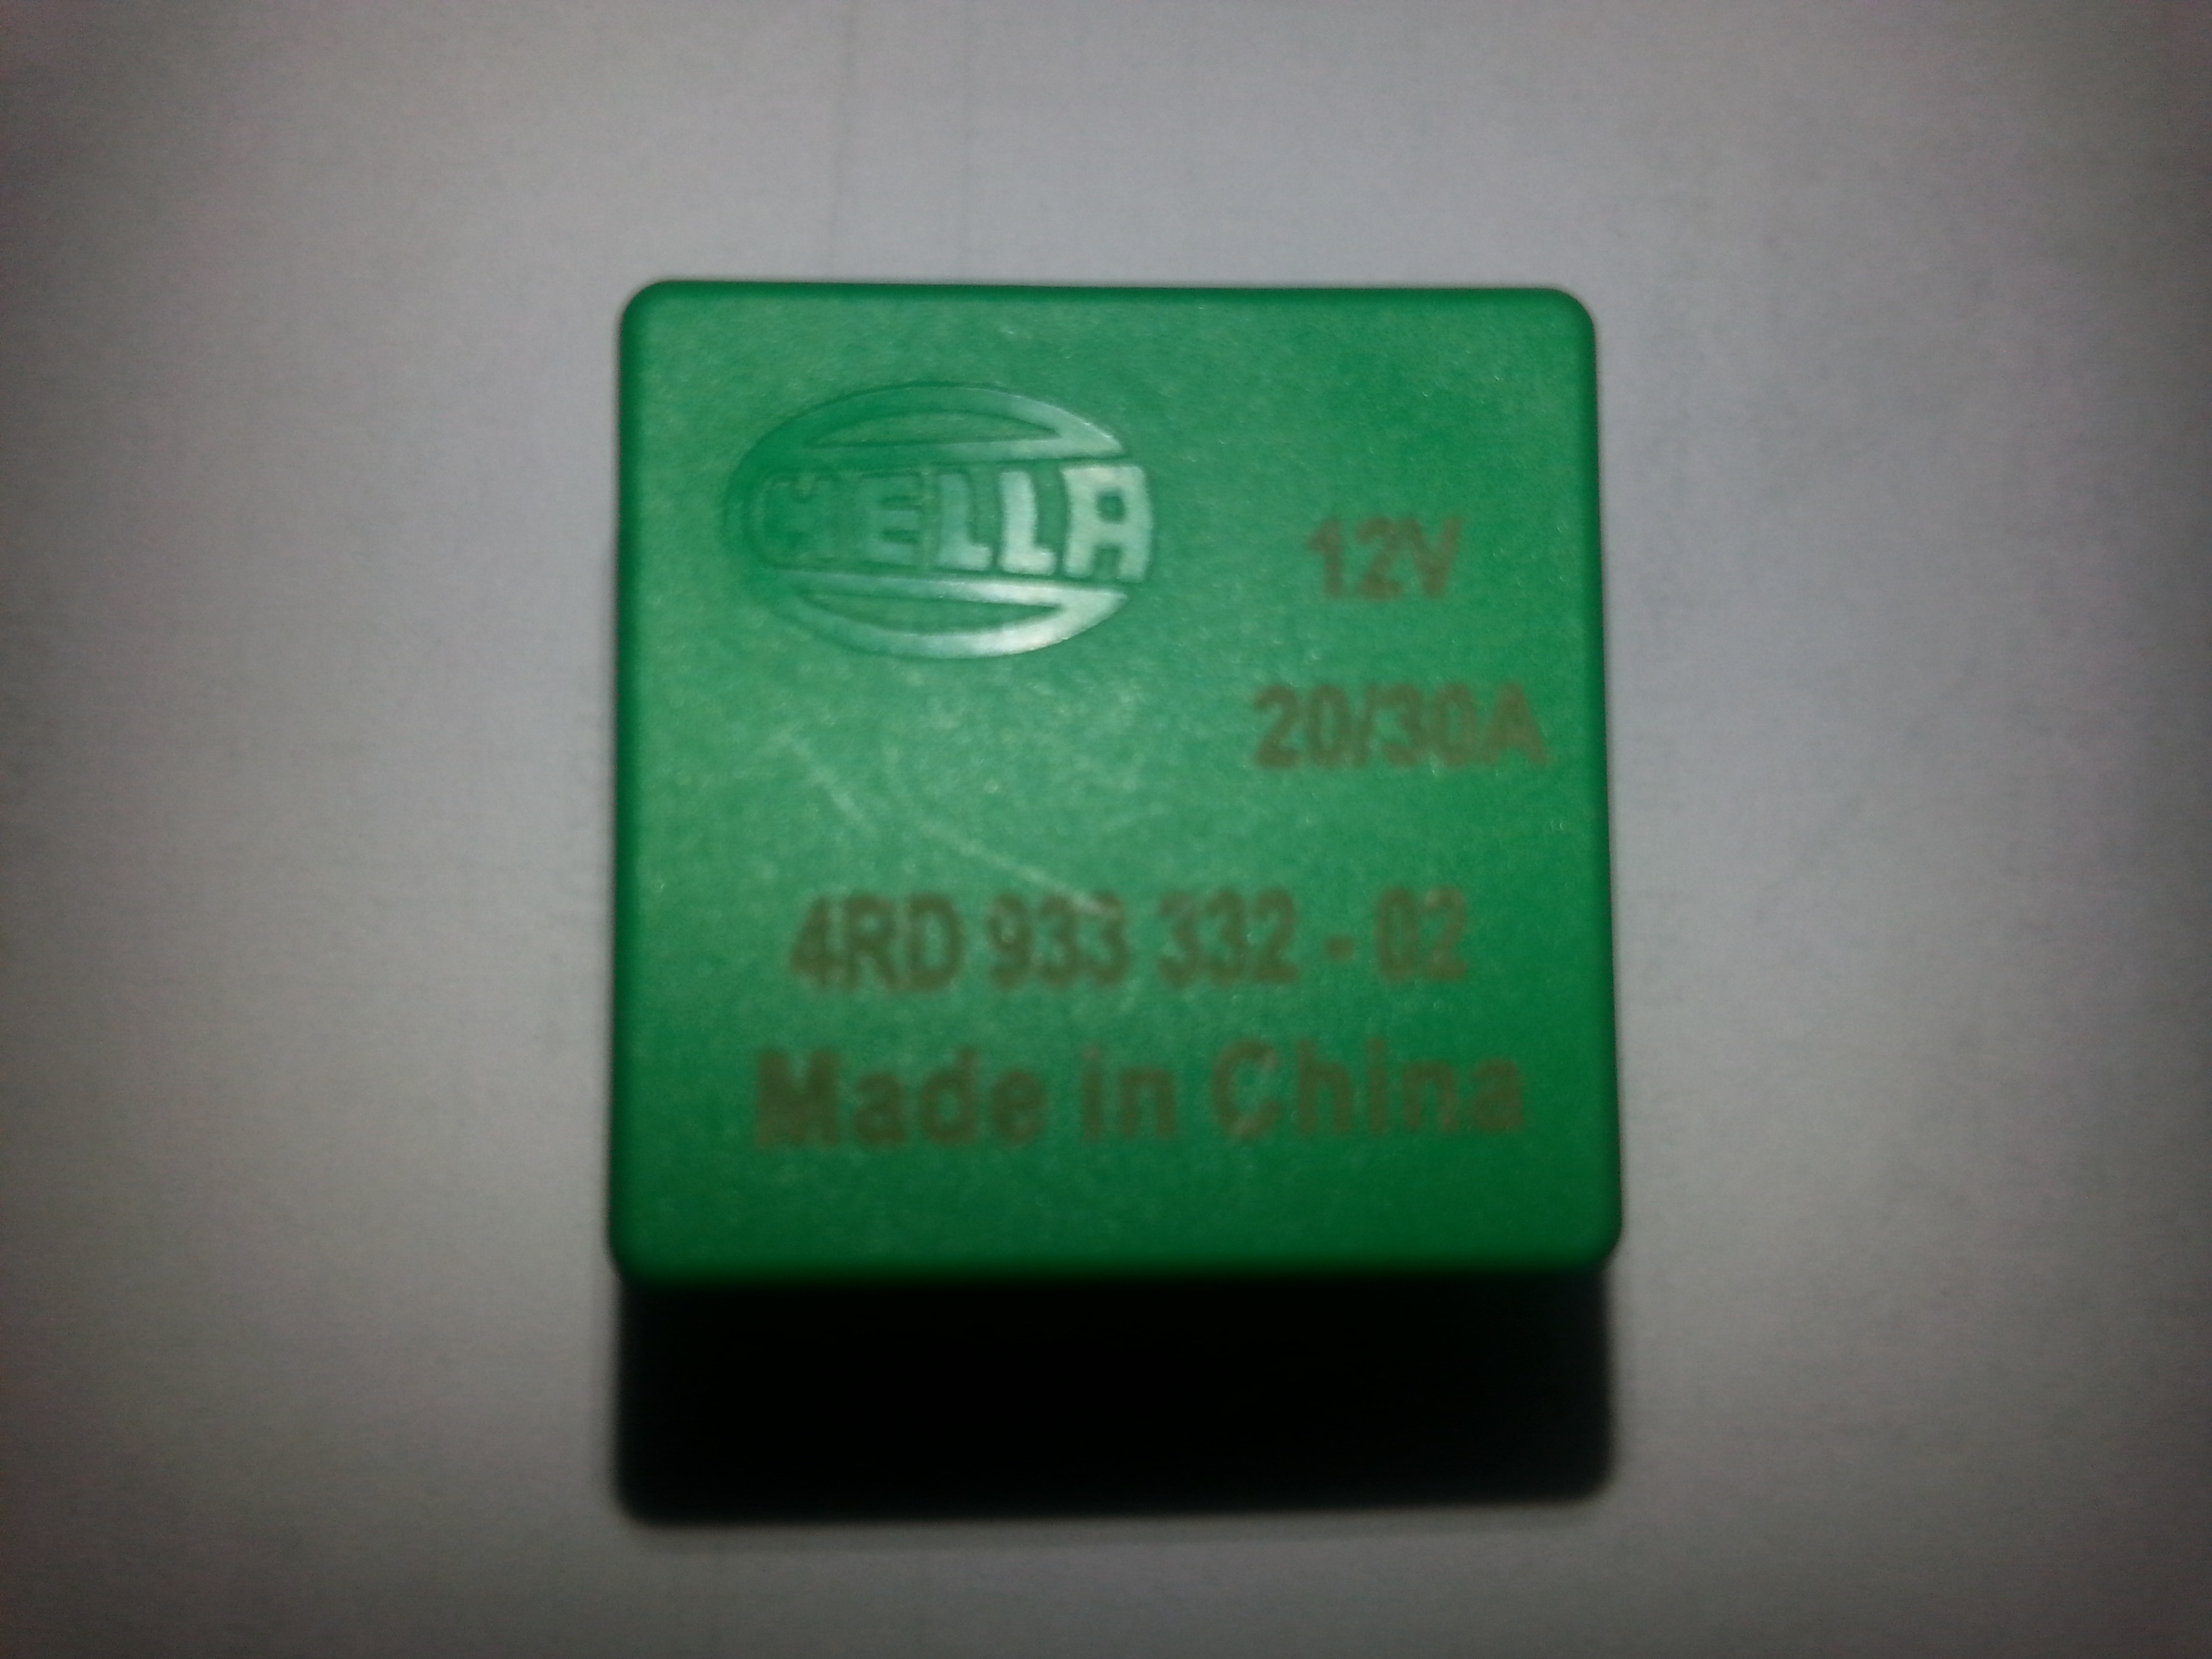 HELLA
12V
20/30A
4RD 933 332 - 02
Made in China